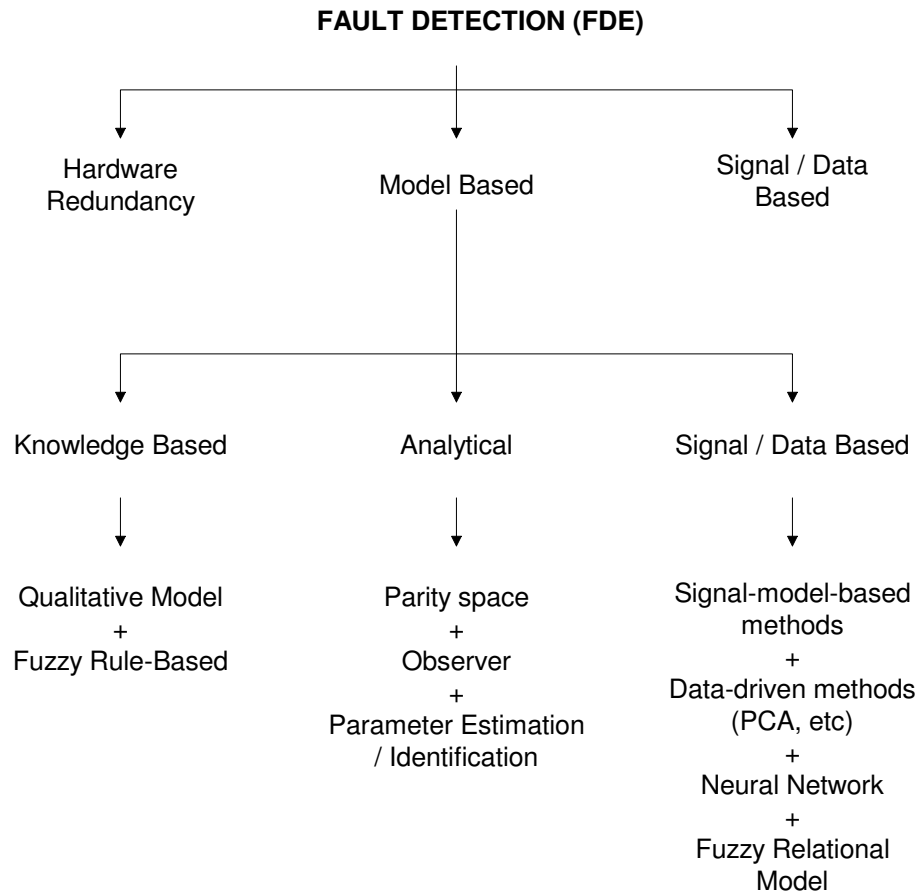 FAULT DETECTION (FDE)
Hardware
Redundancy
Model Based
Signal / Data
Based
Knowledge Based
Analytical
Signal / Data Based
Qualitative Model
+
Fuzzy Rule-Based
Parity space
+
Observer
+
Parameter Estimation
/ Identification
Signal-model-based
methods
+
Data-driven methods
(PCA, etc)
+
Neural Network
+
Fuzzy Relational
Model